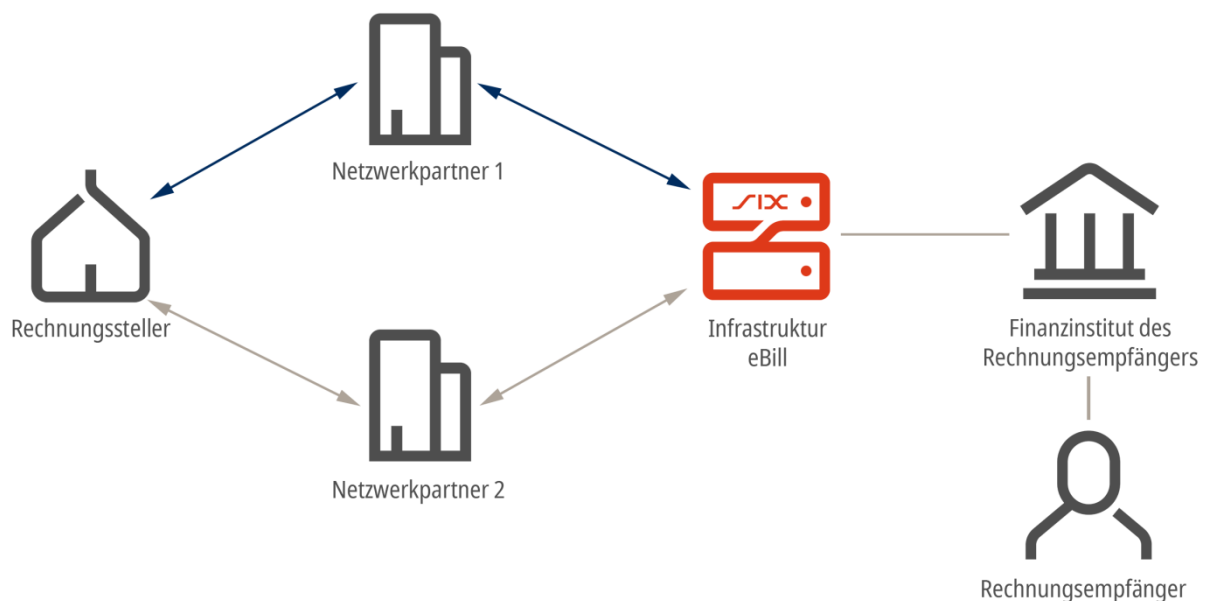 Netzwerkpartner 1
SIX
Rechnungssteller
Infrastruktur
eBill
Finanzinstitut des
Rechnungsempfängers
Netzwerkpartner 2
Rechnungsempfänger